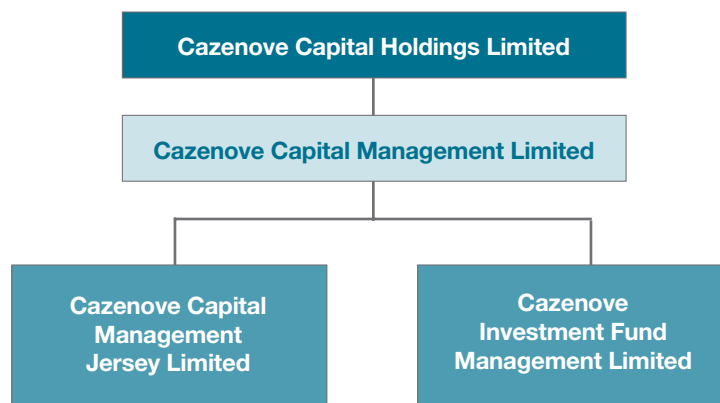 Cazenove Capital Holdings Limited
Cazenove Capital Management Limited
Cazenove Capital
Management
Jersey Limited
Cazenove
Investment Fund
Management Limited